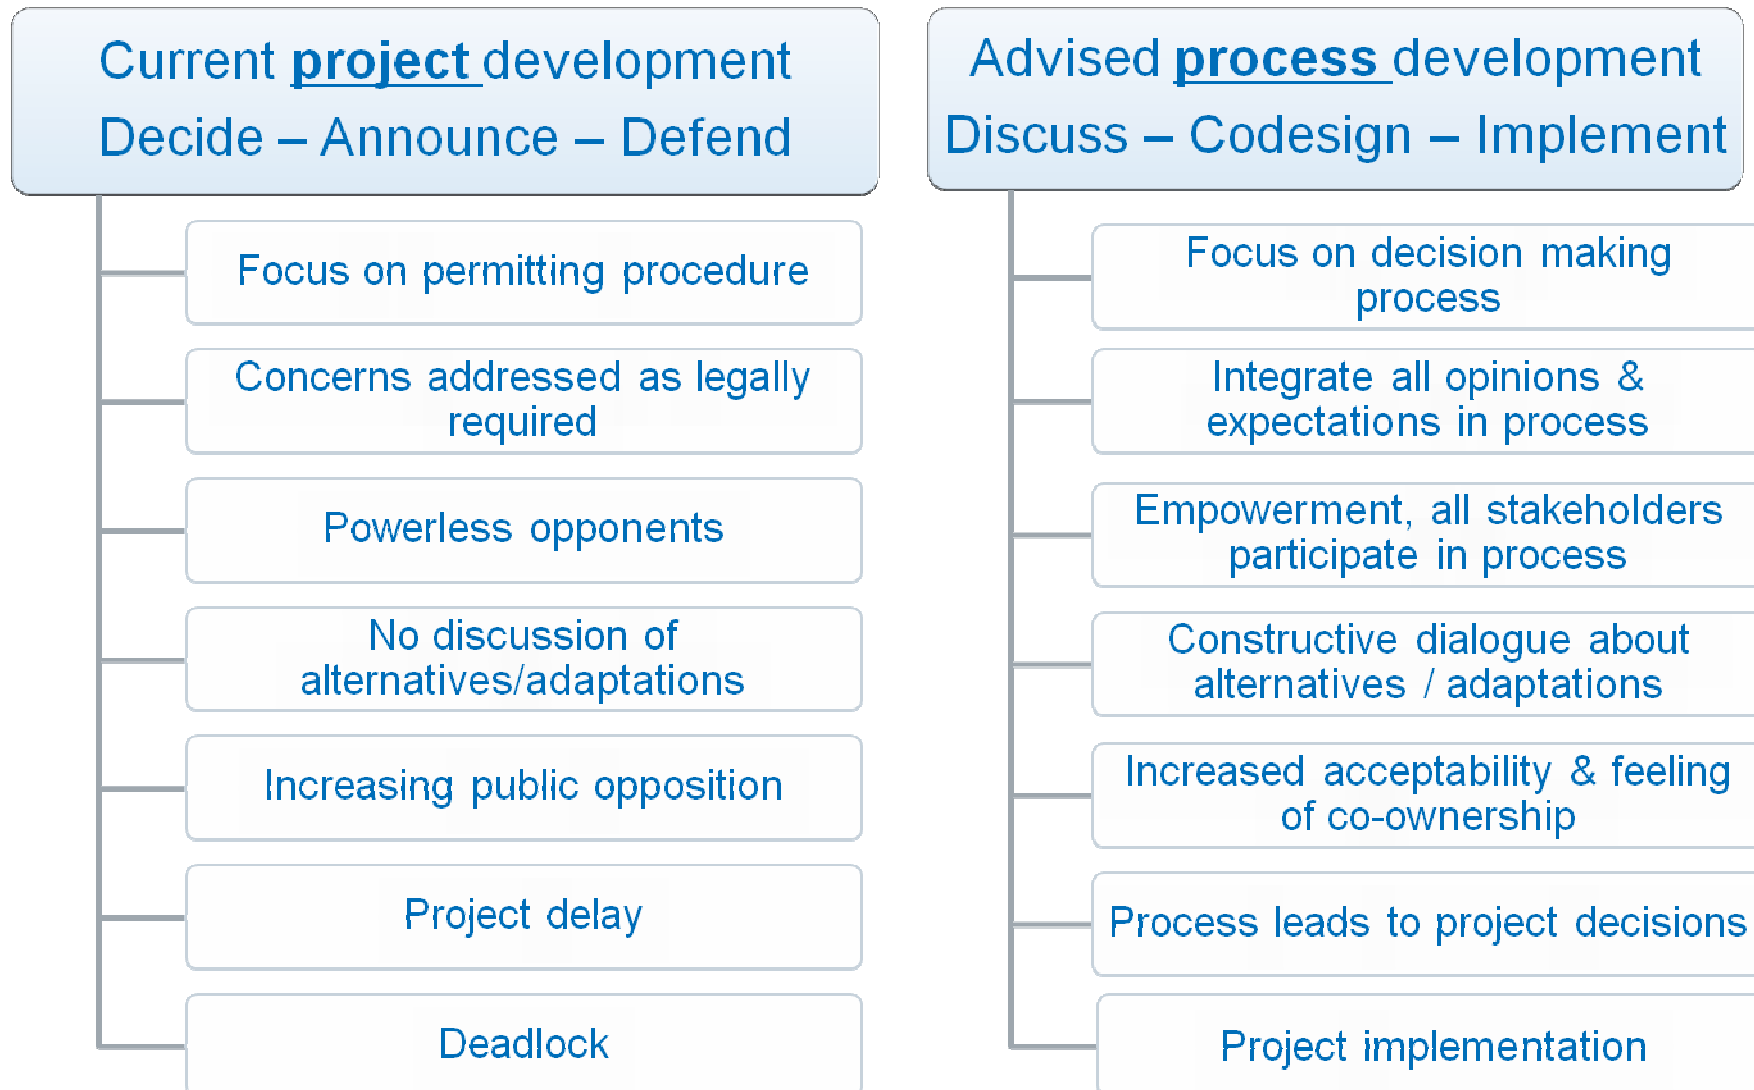 Current project development
Decide – Announce – Defend
Focus on permitting procedure
Concerns addressed as legally
required
Powerless opponents
No discussion of
alternatives/adaptations
Increasing public opposition
Project delay
Deadlock
Advised process development
Discuss – Codesign – Implement
Focus on decision making
process
Integrate all opinions &
expectations in process
Empowerment, all stakeholders
participate in process
Constructive dialogue about
alternatives / adaptations
Increased acceptability & feeling
of co-ownership
Process leads to project decisions
Project implementation